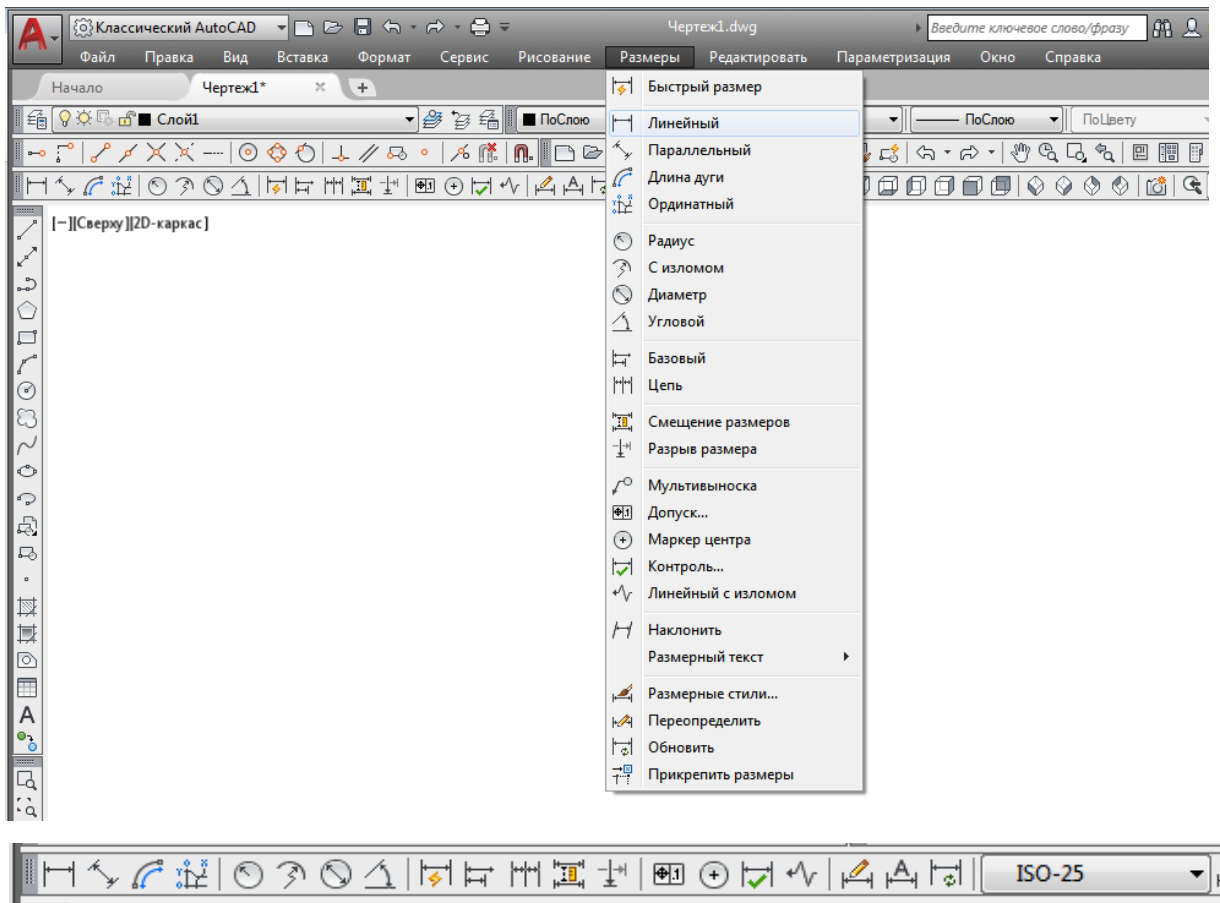 Классический AutoCAD
Чертеж1.dwg
Введите ключевое слово/фразу
Файл Правка Вид Вставка Формат Сервис Рисование Размеры Редактировать Параметризация Окно Справка
Начало Чертеж1*
Слой1 ПоСлою ПоСлою ПоЦвету
[−][Сверху][2D-каркас]
Быстрый размер
Линейный
Параллельный
Длина дуги
Ординатный
Радиус
С изломом
Диаметр
Угловой
Базовый
Цепь
Смещение размеров
Разрыв размера
Мультивыноска
Допуск...
Маркер центра
Контроль...
Линейный с изломом
Наклонить
Размерный текст
Размерные стили...
Переопределить
Обновить
Прикрепить размеры
ISO-25